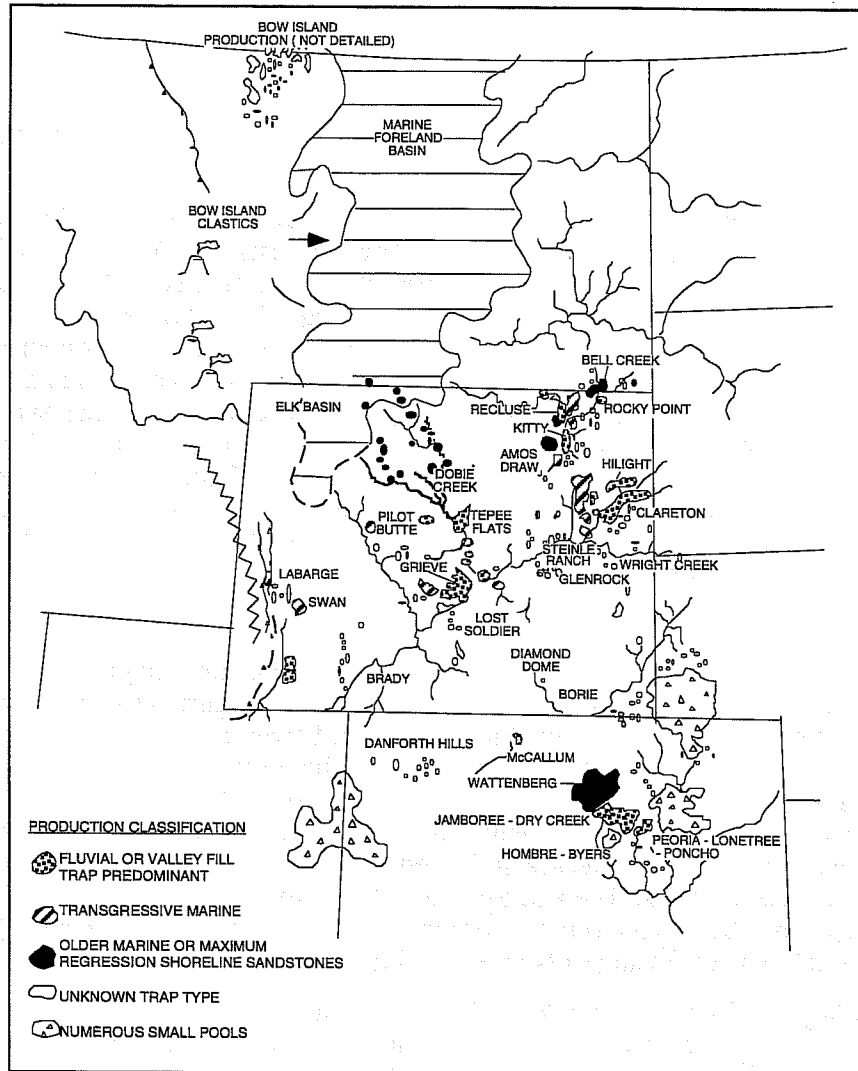 BOW ISLAND
PRODUCTION ( NOT DETAILED)
MARINE
FORELAND
BASIN
BOW ISLAND
CLASTICS
BELL CREEK
ELK BASIN
RECLUSE
ROCKY POINT
KITTY
AMOS
DRAW
HILIGHT
DOBIE
CREEK
CLARETON
PILOT
BUTTE
TEPEE
FLATS
STEINLE
RANCH
WRIGHT CREEK
GRIEVE
GLENROCK
LABARGE
SWAN
LOST
SOLDIER
DIAMOND
DOME
BRADY
BORIE
DANFORTH HILLS
McCALLUM
WATTENBERG
JAMBOREE - DRY CREEK
PEORIA - LONETREE
- PONCHO
HOMBRE - BYERS
PRODUCTION CLASSIFICATION
FLUVIAL OR VALLEY FILL
TRAP PREDOMINANT
TRANSGRESSIVE MARINE
OLDER MARINE OR MAXIMUM
REGRESSION SHORELINE SANDSTONES
UNKNOWN TRAP TYPE
NUMEROUS SMALL POOLS